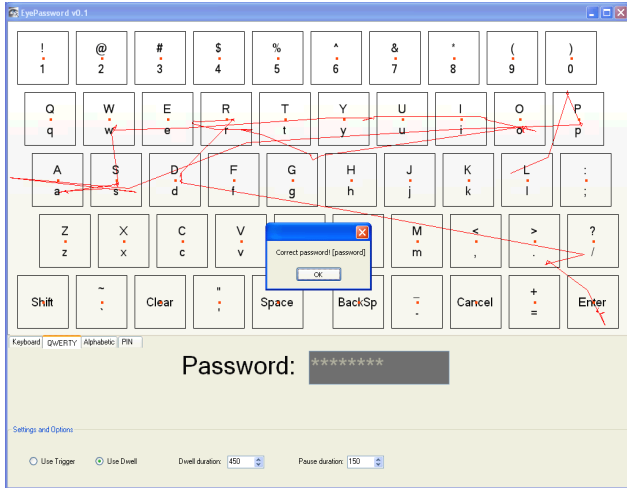 EyePassword v0.1
! @ # $ % ^ & * ( )
1 2 3 4 5 6 7 8 9 0
Q W E R T Y U I O P
q w e r t y u i o p
A S D F G H J K L :
a s d f g h j k l ;
Z X C V M < > ?
z x c v m , . /
Correct password! [password]
OK
Shift ~ ` Clear " ' Space BackSp _ - Cancel + = Enter
Keyboard QWERTY Alphabetic PIN
Password: ********
Settings and Options
Use Trigger Use Dwell Dwell duration: 450 Pause duration: 150